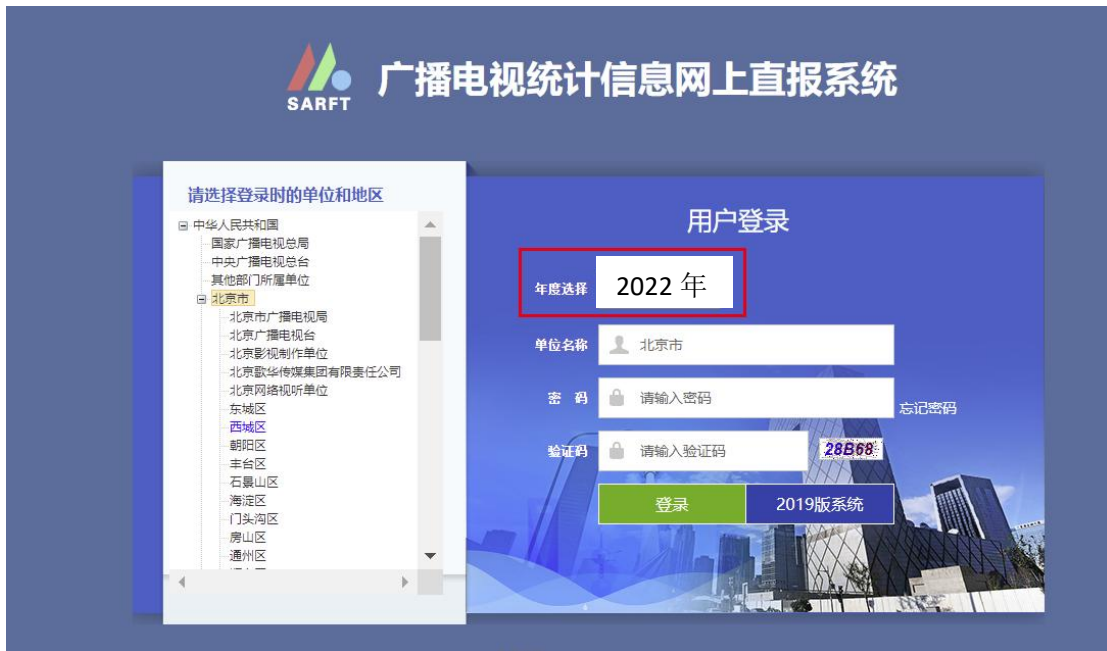 SARFT
广播电视统计信息网上直报系统
请选择登录时的单位和地区
中华人民共和国
国家广播电视总局
中央广播电视总台
其他部门所属单位
北京市
北京市广播电视局
北京广播电视台
北京影视制作单位
北京歌华传媒集团有限责任公司
北京网络视听单位
东城区
西城区
朝阳区
丰台区
石景山区
海淀区
门头沟区
房山区
通州区
用户登录
年度选择 2022 年
单位名称 北京市
密 码 请输入密码
忘记密码
验证码 请输入验证码 28B68
登录 2019版系统